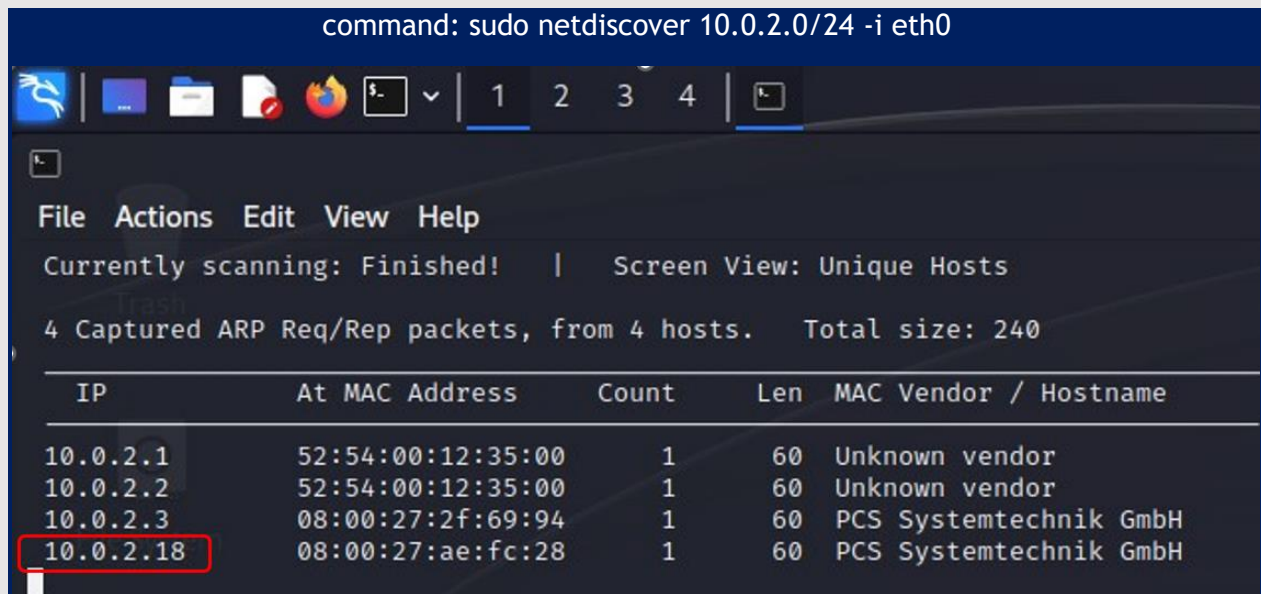 command: sudo netdiscover 10.0.2.0/24 -i eth0
1 2 3 4
File Actions Edit View Help
Currently scanning: Finished! | Screen View: Unique Hosts
Trash
4 Captured ARP Req/Rep packets, from 4 hosts. Total size: 240
IP At MAC Address Count Len MAC Vendor / Hostname
10.0.2.1 52:54:00:12:35:00 1 60 Unknown vendor
10.0.2.2 52:54:00:12:35:00 1 60 Unknown vendor
10.0.2.3 08:00:27:2f:69:94 1 60 PCS Systemtechnik GmbH
10.0.2.18 08:00:27:ae:fc:28 1 60 PCS Systemtechnik GmbH